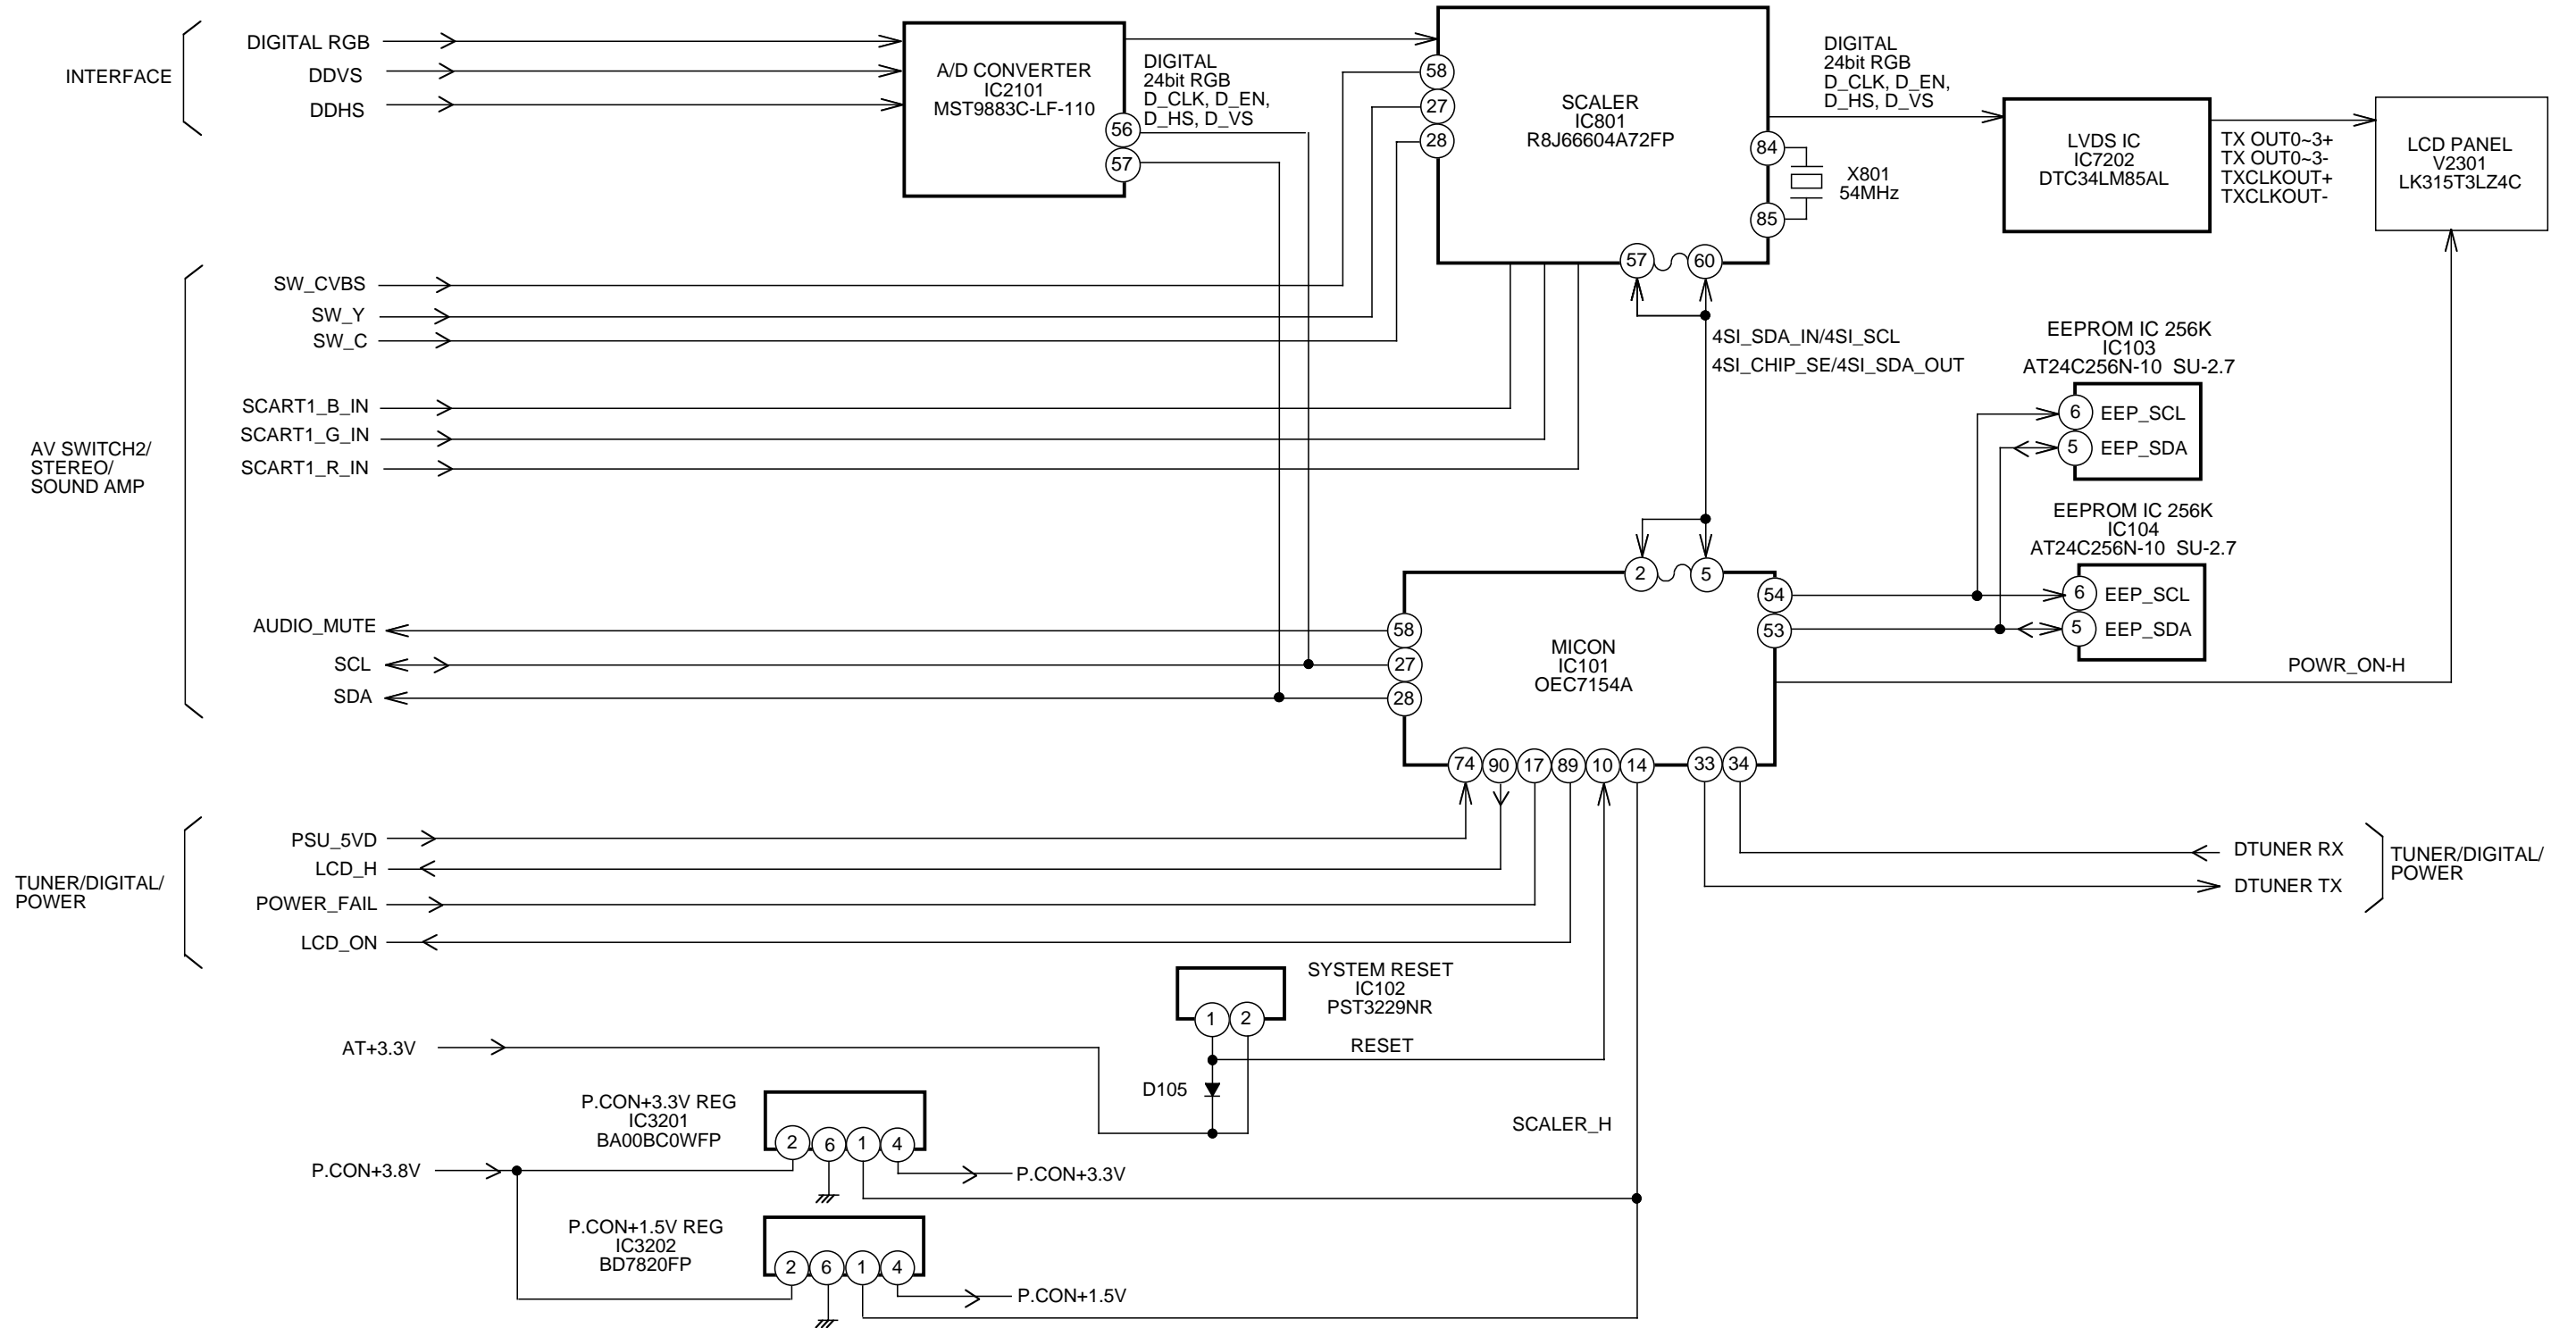 INTERFACE
DIGITAL RGB
DDVS
DDHS
A/D CONVERTER
IC2101
MST9883C-LF-110
56
57
DIGITAL
24bit RGB
D_CLK, D_EN,
D_HS, D_VS
58
27
28
SCALER
IC801
R8J66604A72FP
84
85
57
60
X801
54MHz
DIGITAL
24bit RGB
D_CLK, D_EN,
D_HS, D_VS
LVDS IC
IC7202
DTC34LM85AL
TX OUT0~3+
TX OUT0~3-
TXCLKOUT+
TXCLKOUT-
LCD PANEL
V2301
LK315T3LZ4C
AV SWITCH2/
STEREO/
SOUND AMP
SW_CVBS
SW_Y
SW_C
SCART1_B_IN
SCART1_G_IN
SCART1_R_IN
AUDIO_MUTE
SCL
SDA
4SI_SDA_IN/4SI_SCL
4SI_CHIP_SE/4SI_SDA_OUT
EEPROM IC 256K
IC103
AT24C256N-10 SU-2.7
6 EEP_SCL
5 EEP_SDA
EEPROM IC 256K
IC104
AT24C256N-10 SU-2.7
6 EEP_SCL
5 EEP_SDA
2
5
54
53
58
27
28
MICON
IC101
OEC7154A
POWR_ON-H
74
90
17
89
10
14
33
34
TUNER/DIGITAL/
POWER
PSU_5VD
LCD_H
POWER_FAIL
LCD_ON
DTUNER RX
DTUNER TX
TUNER/DIGITAL/
POWER
SYSTEM RESET
IC102
PST3229NR
1
2
RESET
D105
AT+3.3V
SCALER_H
P.CON+3.3V REG
IC3201
BA00BC0WFP
2
6
1
4
P.CON+3.8V
P.CON+3.3V
P.CON+1.5V REG
IC3202
BD7820FP
2
6
1
4
P.CON+1.5V